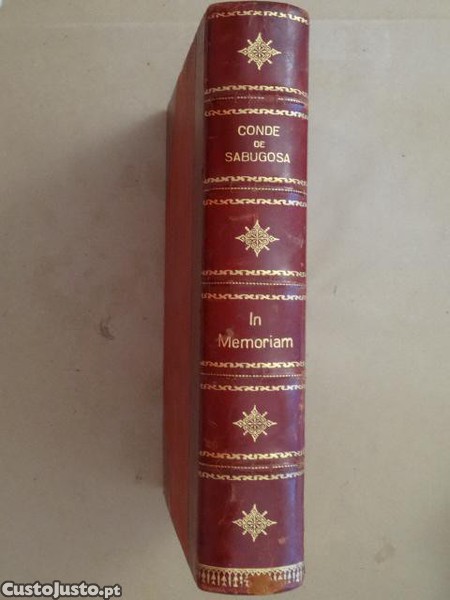 CONDE
DE
SABUGOSA
In
Memoriam
CustoJusto.pt